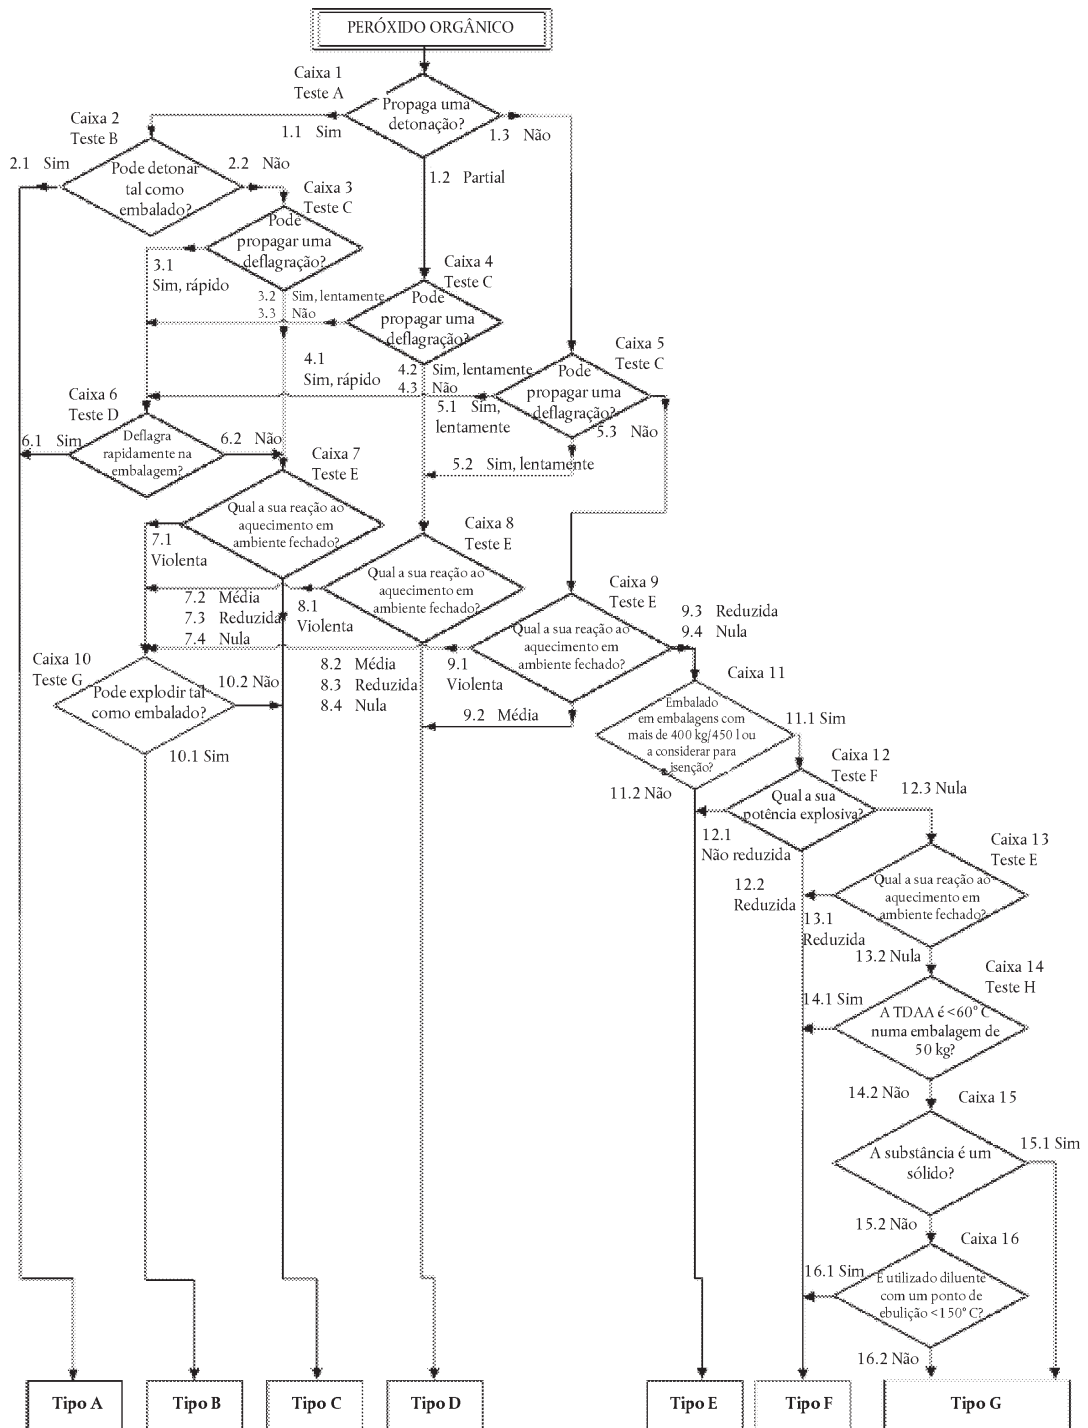 PERÓXIDO ORGÂNICO
Caixa 1
Teste A
Propaga uma
detonação?
1.1 Sim
1.3 Não
1.2 Partial
Caixa 2
Teste B
2.1 Sim
Pode detonar
tal como
embalado?
2.2 Não
Caixa 3
Teste C
Pode
propagar uma
deflagração?
3.1
Sim, rápido
3.2 Sim, lentamente
3.3 Não
Caixa 4
Teste C
Pode
propagar uma
deflagração?
4.1
Sim, rápido
4.2 Sim, lentamente
4.3 Não
Caixa 5
Teste C
Pode
propagar uma
deflagração?
5.1 Sim,
lentamente
5.3 Não
5.2 Sim, lentamente
Caixa 6
Teste D
6.1 Sim
Deflagra
rapidamente na
embalagem?
6.2 Não
Caixa 7
Teste E
Qual a sua reação ao
aquecimento em
ambiente fechado?
7.1
Violenta
7.2 Média
7.3 Reduzida
7.4 Nula
Caixa 8
Teste E
Qual a sua reação ao
aquecimento em
ambiente fechado?
8.1
Violenta
8.2 Média
8.3 Reduzida
8.4 Nula
Caixa 9
Teste E
Qual a sua reação ao
aquecimento em
ambiente fechado?
9.1
Violenta
9.2 Média
9.3 Reduzida
9.4 Nula
Caixa 10
Teste G
Pode explodir tal
como embalado?
10.2 Não
10.1 Sim
Caixa 11
Embalado
em embalagens com
mais de 400 kg/450 l ou
a considerar para
isenção?
11.1 Sim
11.2 Não
Caixa 12
Teste F
Qual a sua
potência explosiva?
12.3 Nula
12.1
Não reduzida
12.2
Reduzida
Caixa 13
Teste E
Qual a sua reação ao
aquecimento em
ambiente fechado?
13.1
Reduzida
13.2 Nula
Caixa 14
Teste H
14.1 Sim
A TDAA é <60° C
numa embalagem de
50 kg?
14.2 Não
Caixa 15
A substância é um
sólido?
15.1 Sim
15.2 Não
Caixa 16
16.1 Sim
É utilizado diluente
com um ponto de
ebulição <150° C?
16.2 Não
Tipo A
Tipo B
Tipo C
Tipo D
Tipo E
Tipo F
Tipo G